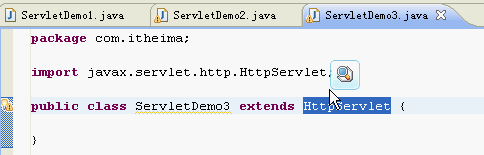 ServletDemo1.java ServletDemo2.java ServletDemo3.java
package com.itheima;
import javax.servlet.http.HttpServlet
public class ServletDemo3 extends HttpServlet {
}